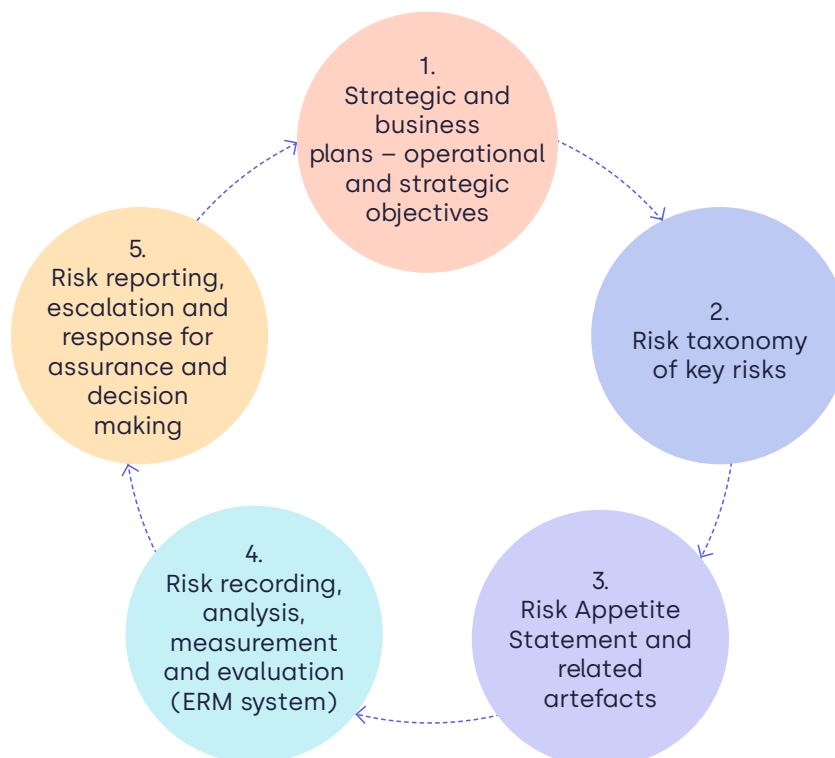 1.
Strategic and
business
plans – operational
and strategic
objectives
2.
Risk taxonomy
of key risks
3.
Risk Appetite
Statement and
related
artefacts
4.
Risk recording,
analysis,
measurement
and evaluation
(ERM system)
5.
Risk reporting,
escalation and
response for
assurance and
decision
making